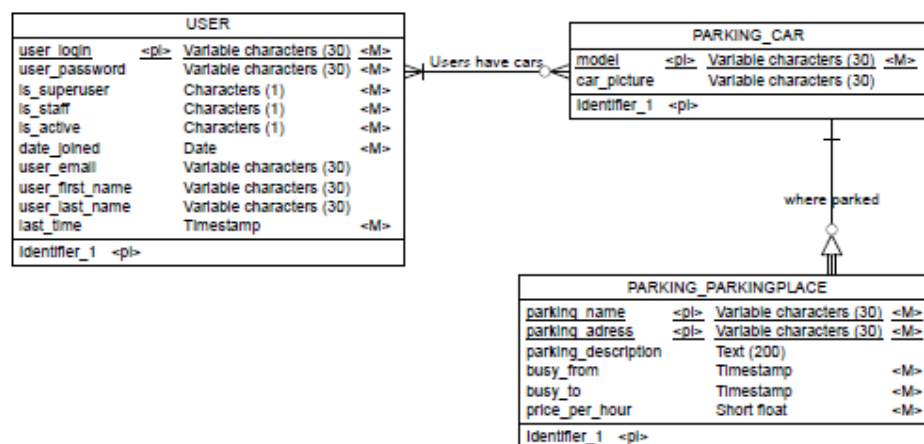 USER
user_login <pi> Variable characters (30) <M>
user_password Variable characters (30) <M>
is_superuser Characters (1) <M>
is_staff Characters (1) <M>
is_active Characters (1) <M>
date_joined Date <M>
user_email Variable characters (30)
user_first_name Variable characters (30)
user_last_name Variable characters (30)
last_time Timestamp <M>
Identifier_1 <pi>
Users have cars
PARKING_CAR
model <pi> Variable characters (30) <M>
car_picture Variable characters (30)
Identifier_1 <pi>
where parked
PARKING_PARKINGPLACE
parking_name <pi> Variable characters (30) <M>
parking_adress <pi> Variable characters (30) <M>
parking_description Text (200)
busy_from Timestamp <M>
busy_to Timestamp <M>
price_per_hour Short float <M>
Identifier_1 <pi>